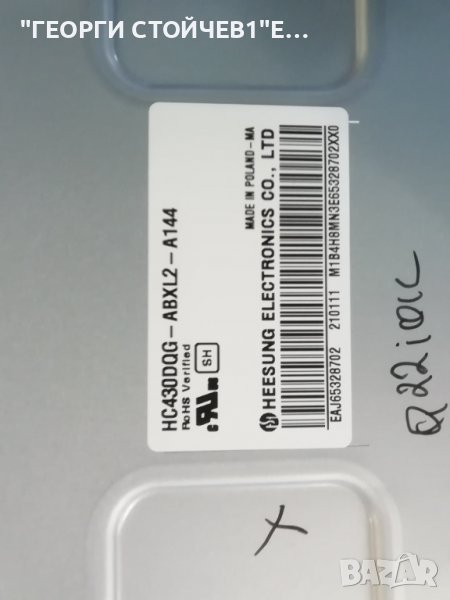 "ГЕОРГИ СТОЙЧЕВ1"Е...
HC430DQG-ABXL2-A144
RoHS Verified
SH
MADE IN POLAND-MA
HEESUNG ELECTRONICS CO., LTD
EAJ65328702 210111 M1B4H8MN3E65328702XX0
X
BAZAR